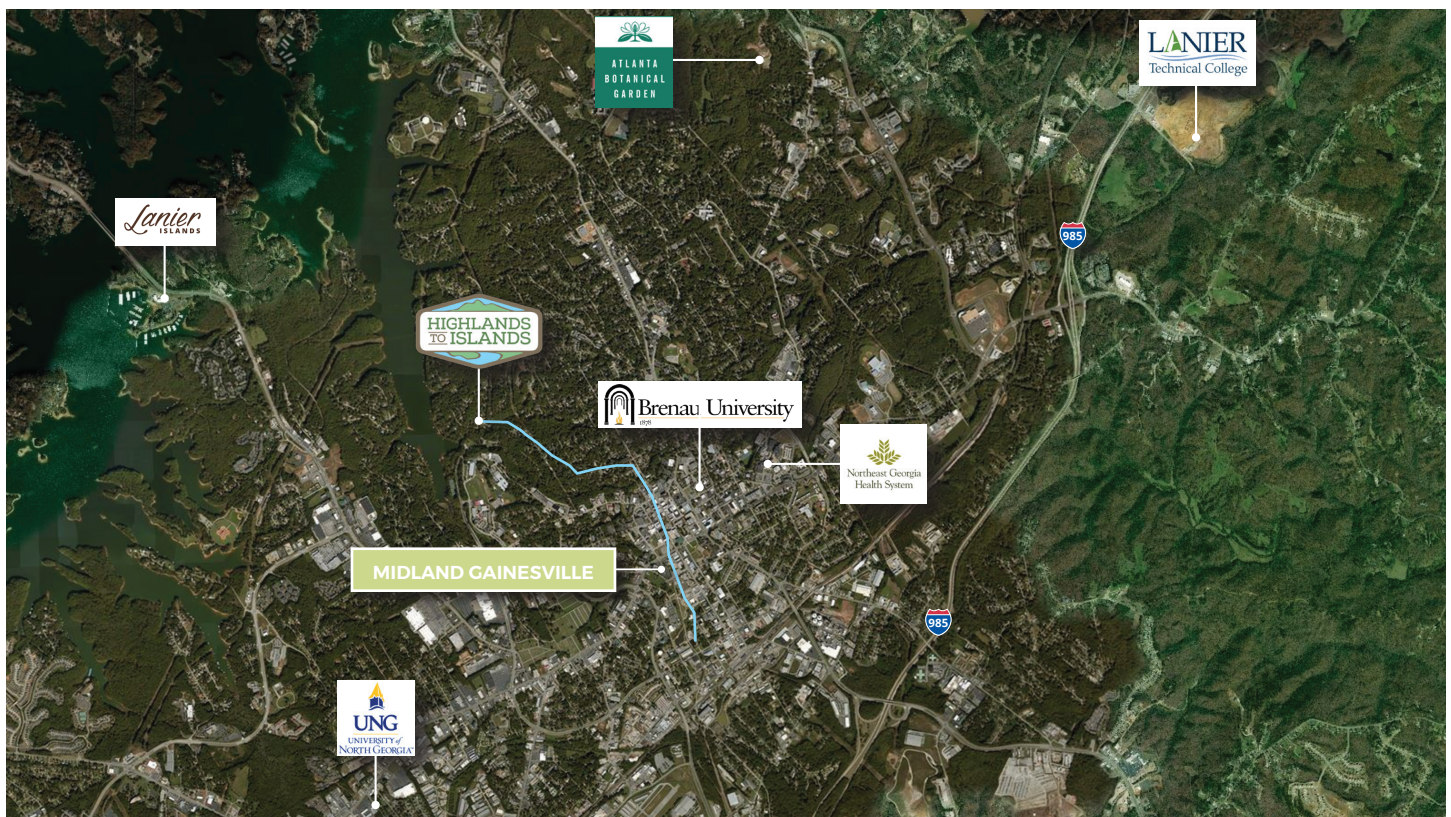 ATLANTA
BOTANICAL
GARDEN
LANIER
Technical College
Lanier
ISLANDS
985
HIGHLANDS
TO ISLANDS
Brenau University
1878
Northeast Georgia
Health System
MIDLAND GAINESVILLE
985
UNG
UNIVERSITY of
NORTH GEORGIA